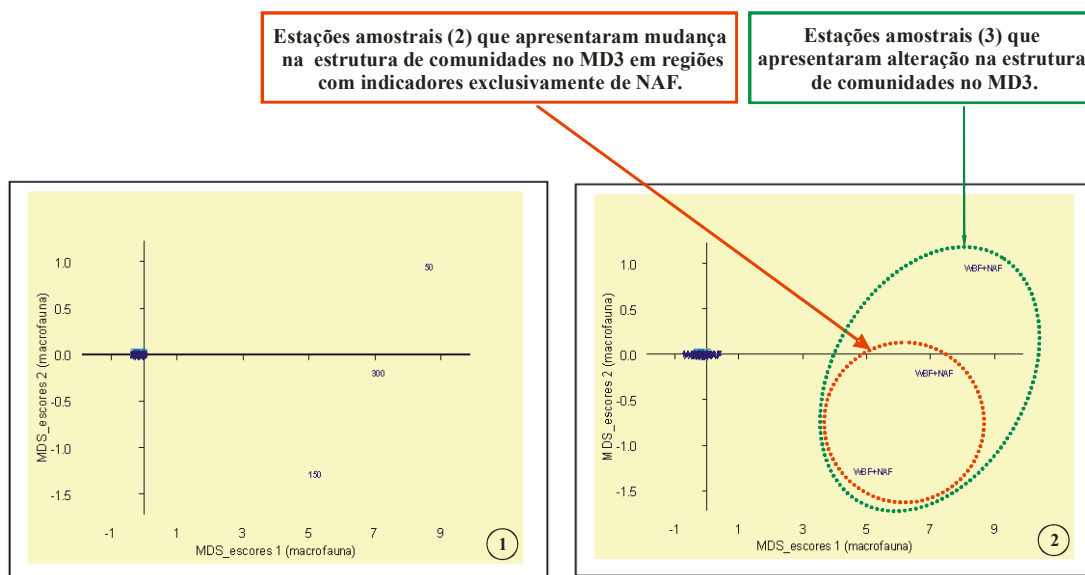 Estações amostrais (2) que apresentaram mudança
na estrutura de comunidades no MD3 em regiões
com indicadores exclusivamente de NAF.
Estações amostrais (3) que
apresentaram alteração na estrutura
de comunidades no MD3.
MDS_escores 2 (macrofauna)
1.0
0.5
0.0
-0.5
-1.0
-1.5
50
300
150
-1 1 3 5 7 9
MDS_escores 1 (macrofauna)
1
MDS_escores 2 (macrofauna)
1.0
0.5
0.0
-0.5
-1.0
-1.5
WBF+NAF
WBF+NAF
WBF+NAF
-1 1 3 5 7 9
MDS_escores 1 (macrofauna)
2